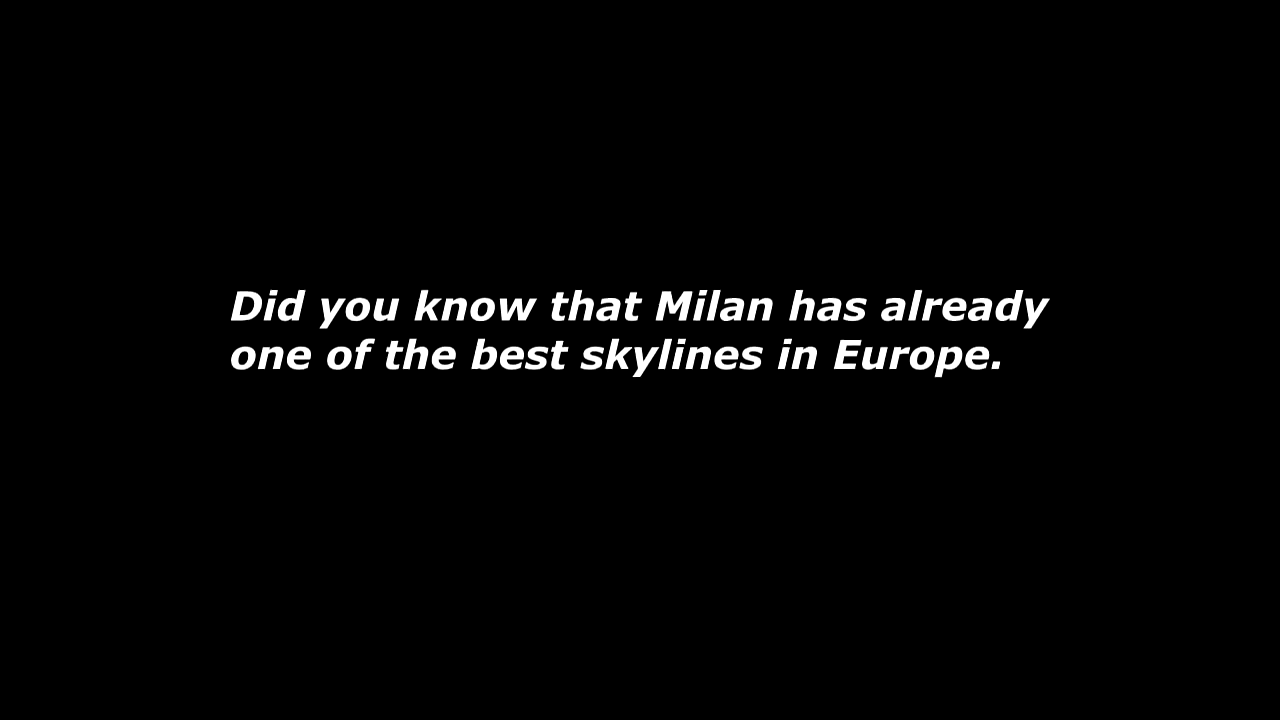 Did you know that Milan has already
one of the best skylines in Europe.